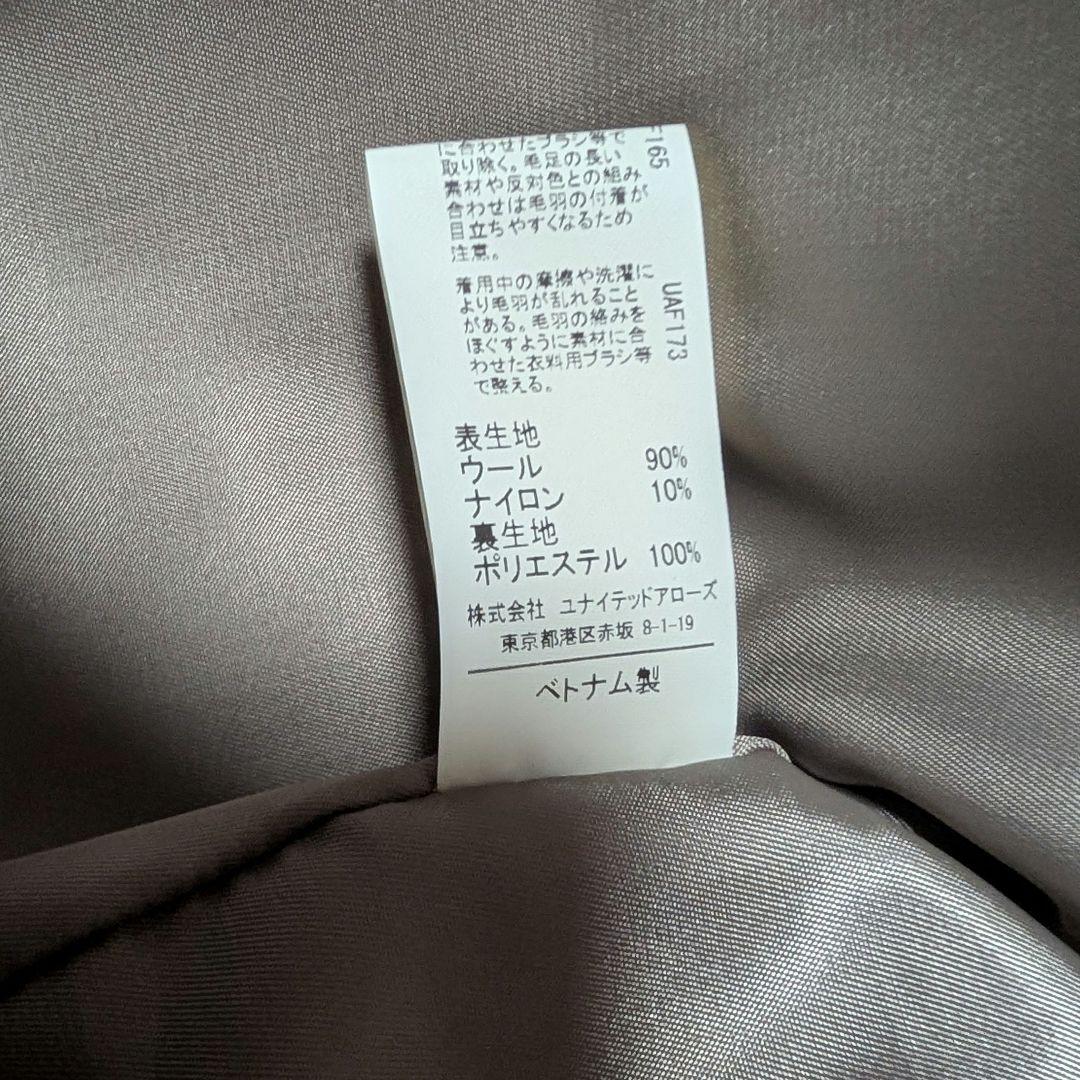 に合わせたブラシ等で
取り除く。毛足の長い
素材や反対色との組み
合わせは毛羽の付着が
目立ちやすくなるため
注意。
着用中の摩擦や洗濯に
より毛羽が乱れること
がある。毛羽の絡みを
ほぐすように素材に合
わせた衣料用ブラシ等
で整える。
F165
UAF173
表生地
ウール 90%
ナイロン 10%
裏生地
ポリエステル 100%
株式会社 ユナイテッドアローズ
東京都港区赤坂 8-1-19
ベトナム製